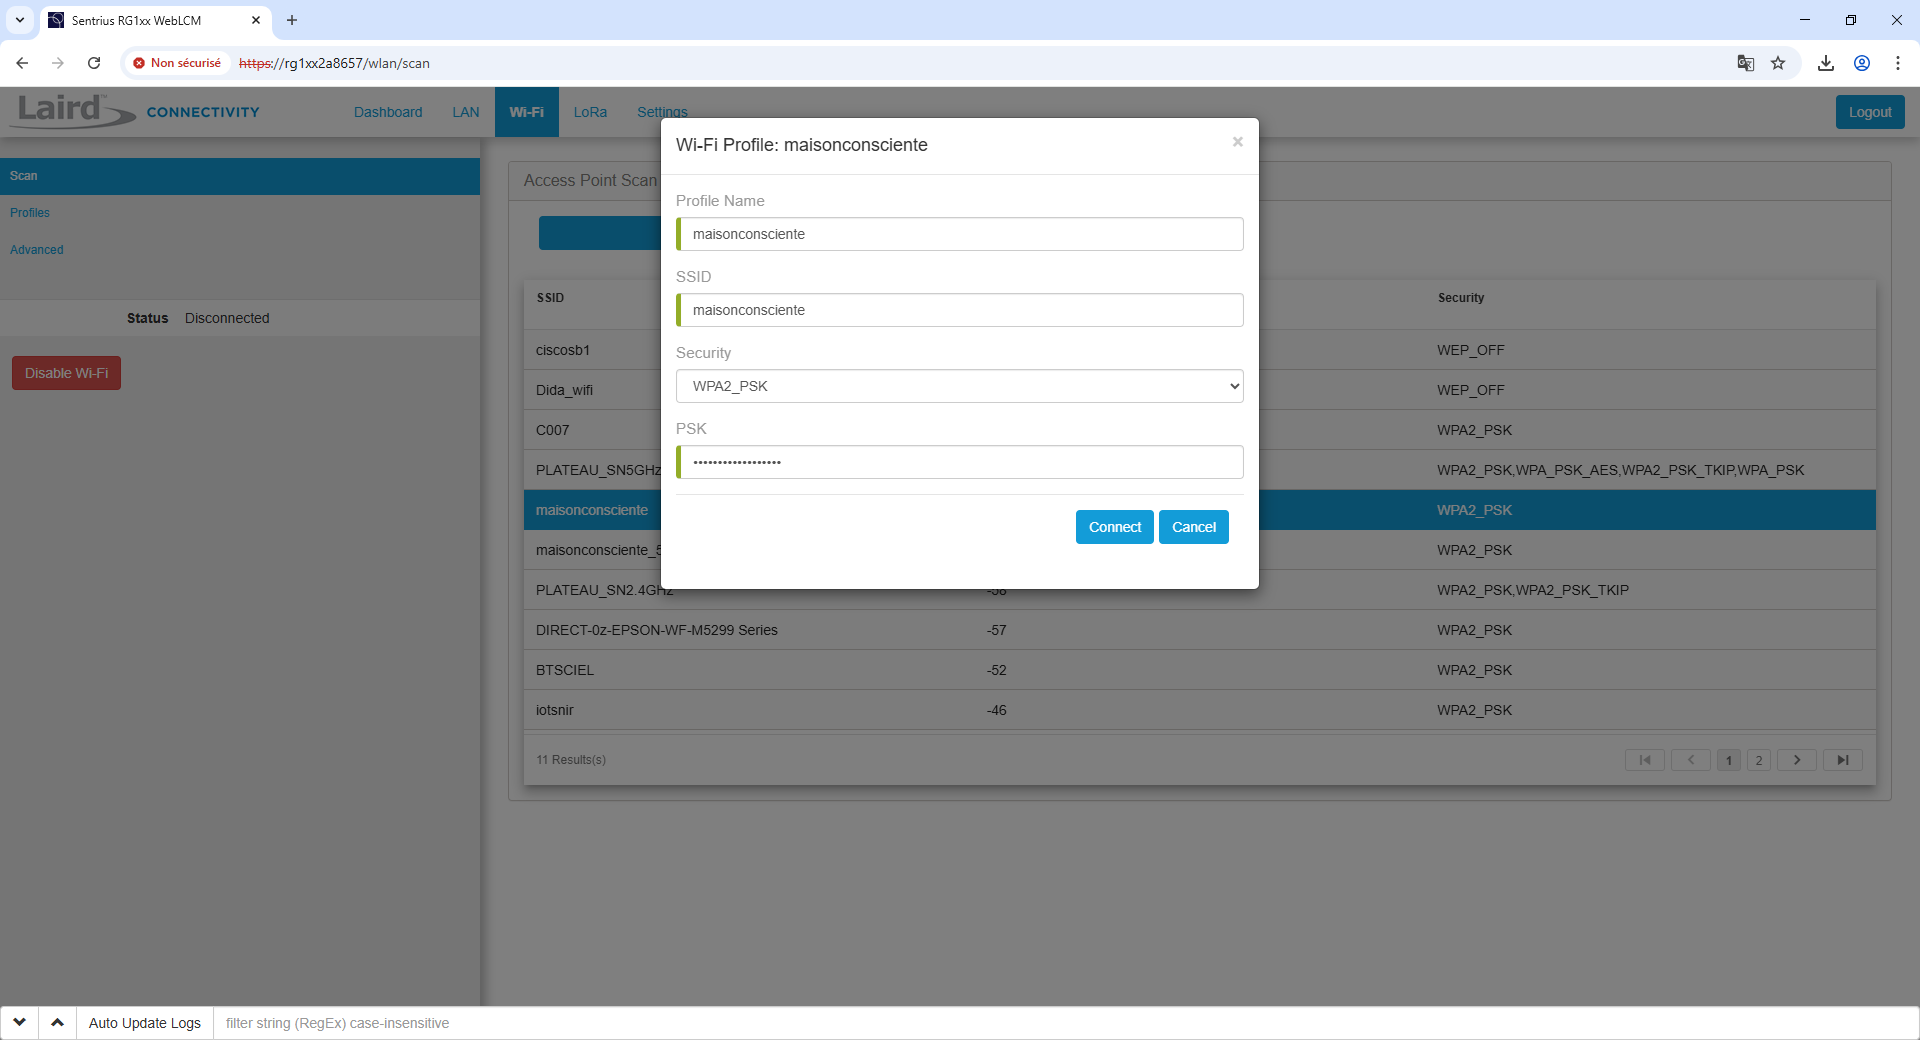 Sentrius RG1xx WebLCM
Non sécurisé
https://rg1xx2a8657/wlan/scan
Laird™ CONNECTIVITY
Dashboard
LAN
Wi-Fi
LoRa
Settings
Logout
Scan
Profiles
Advanced
Status Disconnected
Disable Wi-Fi
Access Point Scan
Wi-Fi Profile: maisonconsciente
×
Profile Name
maisonconsciente
SSID
maisonconsciente
Security
WPA2_PSK
PSK
••••••••••••••••••
Connect
Cancel
SSID Security
ciscosb1 WEP_OFF
Dida_wifi WEP_OFF
C007 WPA2_PSK
PLATEAU_SN5GHz WPA2_PSK,WPA_PSK_AES,WPA2_PSK_TKIP,WPA_PSK
maisonconsciente WPA2_PSK
maisonconsciente_5 WPA2_PSK
PLATEAU_SN2.4GHz -58 WPA2_PSK,WPA2_PSK_TKIP
DIRECT-0z-EPSON-WF-M5299 Series -57 WPA2_PSK
BTSCIEL -52 WPA2_PSK
iotsnir -46 WPA2_PSK
11 Results(s)
1 2
Auto Update Logs
filter string (RegEx) case-insensitive